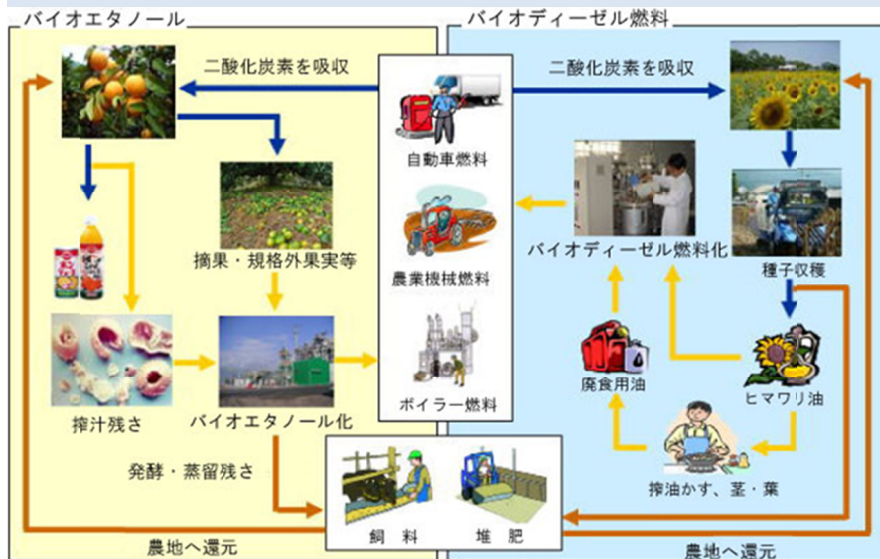 バイオエタノール
バイオディーゼル燃料
二酸化炭素を吸収
二酸化炭素を吸収
自動車燃料
摘果・規格外果実等
農業機械燃料
バイオディーゼル燃料化
種子収穫
ボイラー燃料
廃食用油
ヒマワリ油
搾汁残さ
バイオエタノール化
発酵・蒸留残さ
搾油かす、茎・葉
飼料
堆肥
農地へ還元
農地へ還元